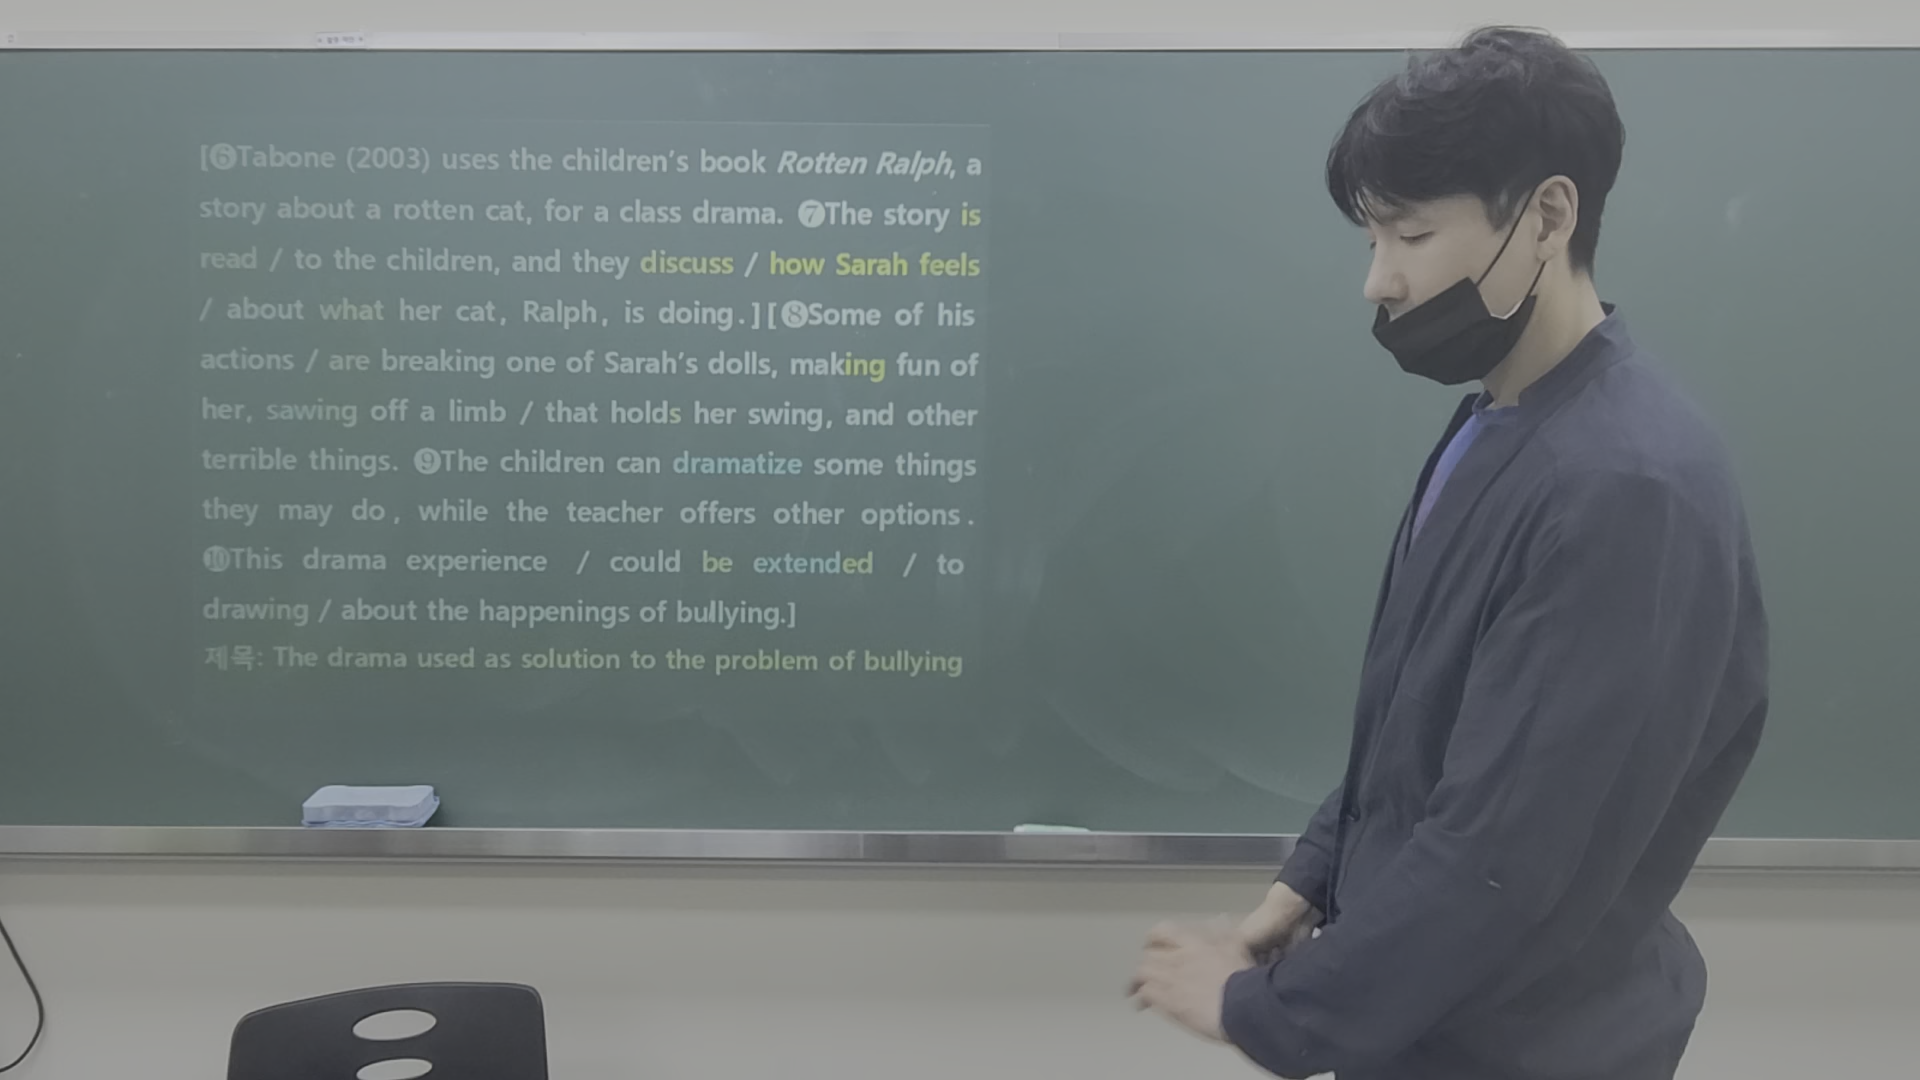 [❻Tabone (2003) uses the children's book Rotten Ralph, a
story about a rotten cat, for a class drama. ❼The story is
read / to the children, and they discuss / how Sarah feels
/ about what her cat, Ralph, is doing.][❽Some of his
actions / are breaking one of Sarah's dolls, making fun of
her, sawing off a limb / that holds her swing, and other
terrible things. ❾The children can dramatize some things
they may do, while the teacher offers other options.
❿This drama experience / could be extended / to
drawing / about the happenings of bullying.]
제목: The drama used as solution to the problem of bullying